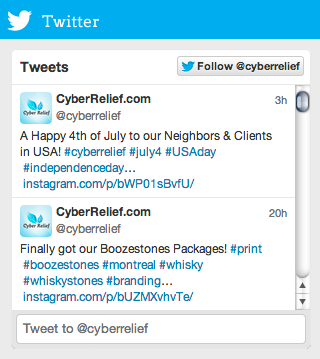 Twitter
Tweets
Follow @cyberrelief
CyberRelief.com 3h
@cyberrelief
A Happy 4th of July to our Neighbors & Clients
in USA! #cyberrelief #july4 #USAday
#independenceday…
instagram.com/p/bWP01sBvfU/
CyberRelief.com 20h
@cyberrelief
Finally got our Boozestones Packages! #print
#boozestones #montreal #whisky
#whiskystones #branding…
instagram.com/p/bUZMXvhvTe/
Tweet to @cyberrelief